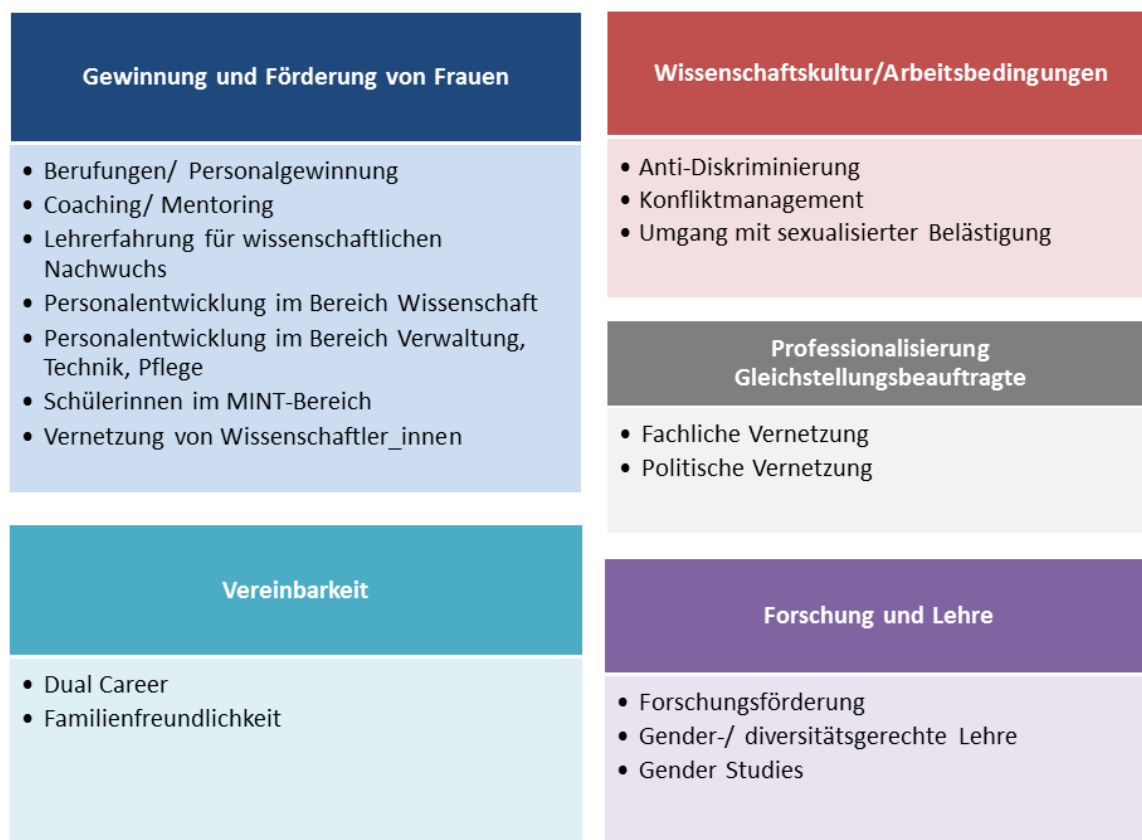 Gewinnung und Förderung von Frauen
• Berufungen/ Personalgewinnung
• Coaching/ Mentoring
• Lehrerfahrung für wissenschaftlichen
Nachwuchs
• Personalentwicklung im Bereich Wissenschaft
• Personalentwicklung im Bereich Verwaltung,
Technik, Pflege
• Schülerinnen im MINT-Bereich
• Vernetzung von Wissenschaftler_innen
Wissenschaftskultur/Arbeitsbedingungen
• Anti-Diskriminierung
• Konfliktmanagement
• Umgang mit sexualisierter Belästigung
Professionalisierung
Gleichstellungsbeauftragte
• Fachliche Vernetzung
• Politische Vernetzung
Vereinbarkeit
• Dual Career
• Familienfreundlichkeit
Forschung und Lehre
• Forschungsförderung
• Gender-/ diversitätsgerechte Lehre
• Gender Studies